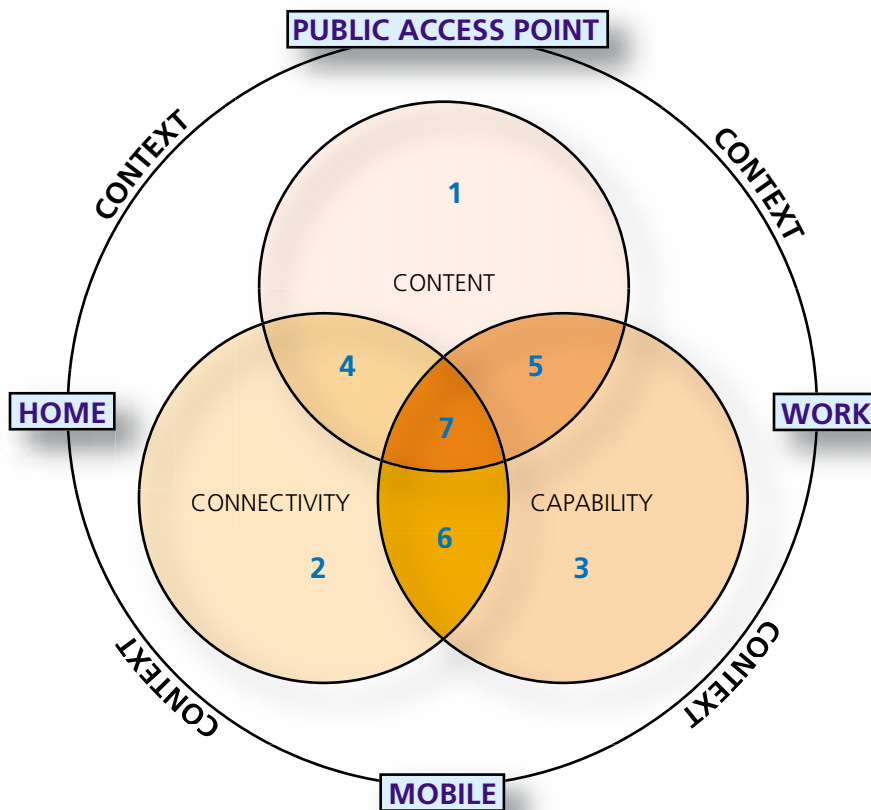 PUBLIC ACCESS POINT
CONTEXT
CONTEXT
1
CONTENT
4
5
HOME
WORK
7
CONNECTIVITY
CAPABILITY
6
2
3
CONTEXT
CONTEXT
MOBILE